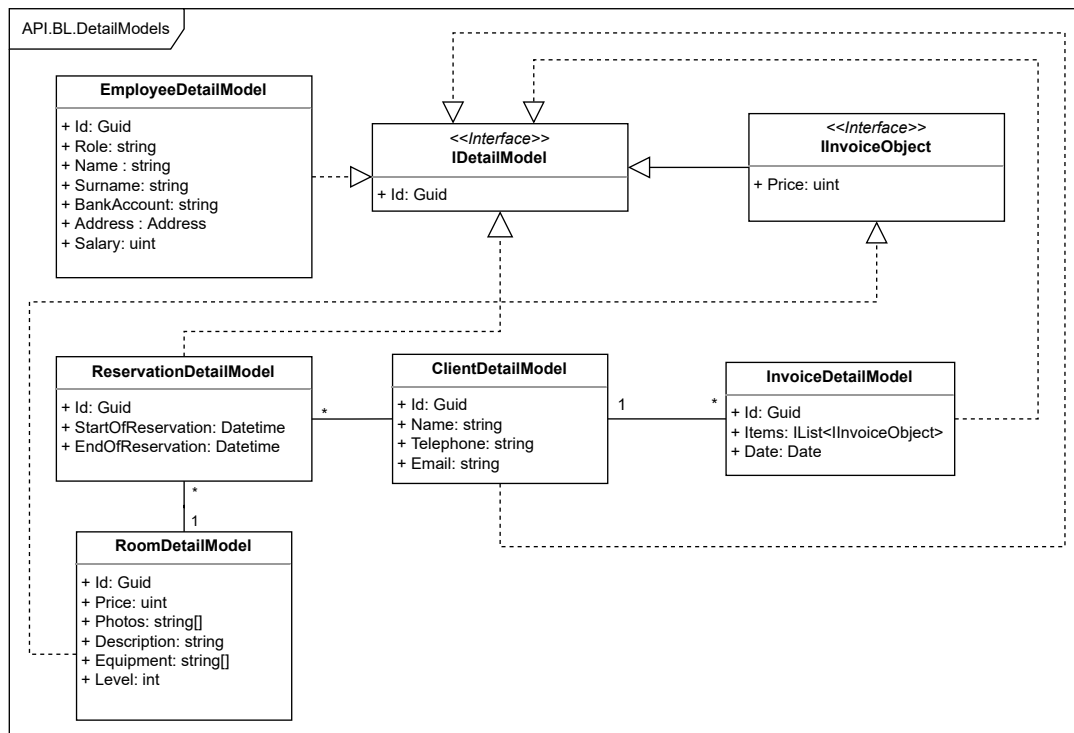 API.BL.DetailModels
EmployeeDetailModel
+ Id: Guid
+ Role: string
+ Name : string
+ Surname: string
+ BankAccount: string
+ Address : Address
+ Salary: uint
<<Interface>>
IDetailModel
+ Id: Guid
<<Interface>>
IInvoiceObject
+ Price: uint
ReservationDetailModel
+ Id: Guid
+ StartOfReservation: Datetime
+ EndOfReservation: Datetime
*
ClientDetailModel
+ Id: Guid
+ Name: string
+ Telephone: string
+ Email: string
1
*
InvoiceDetailModel
+ Id: Guid
+ Items: IList<IInvoiceObject>
+ Date: Date
*
1
RoomDetailModel
+ Id: Guid
+ Price: uint
+ Photos: string[]
+ Description: string
+ Equipment: string[]
+ Level: int